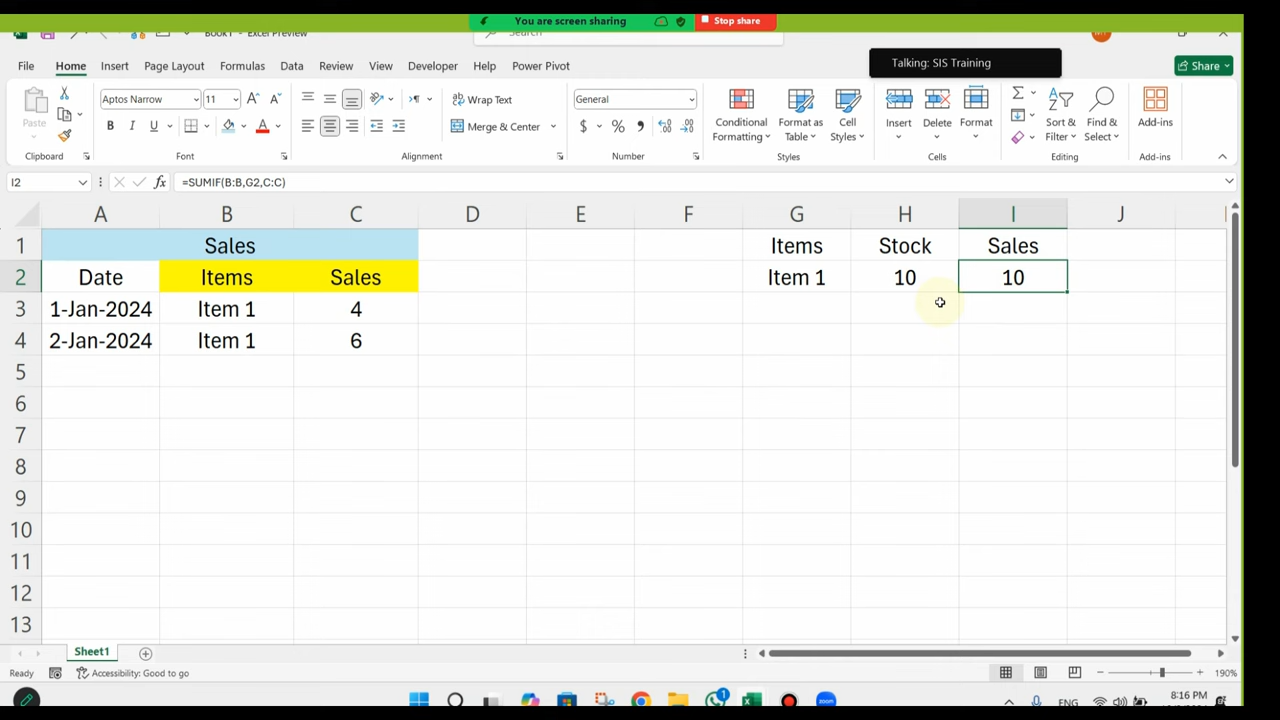 You are screen sharing
Stop share
Book1 - Excel Preview
Search
MT
Talking: SIS Training
File Home Insert Page Layout Formulas Data Review View Developer Help Power Pivot
Share
Paste
Aptos Narrow 11
Wrap Text
General
B I U
Merge & Center
$ % 9
Conditional Formatting
Format as Table
Cell Styles
Insert
Delete
Format
Sort & Filter
Find & Select
Add-ins
Clipboard Font Alignment Number Styles Cells Editing Add-ins
I2
fx
=SUMIF(B:B,G2,C:C)
A B C D E F G H I J
1 Sales Items Stock Sales
2 Date Items Sales Item 1 10 10
3 1-Jan-2024 Item 1 4
4 2-Jan-2024 Item 1 6
5
6
7
8
9
10
11
12
13
Sheet1
Ready
Accessibility: Good to go
190%
1
zoom
ENG
8:16 PM